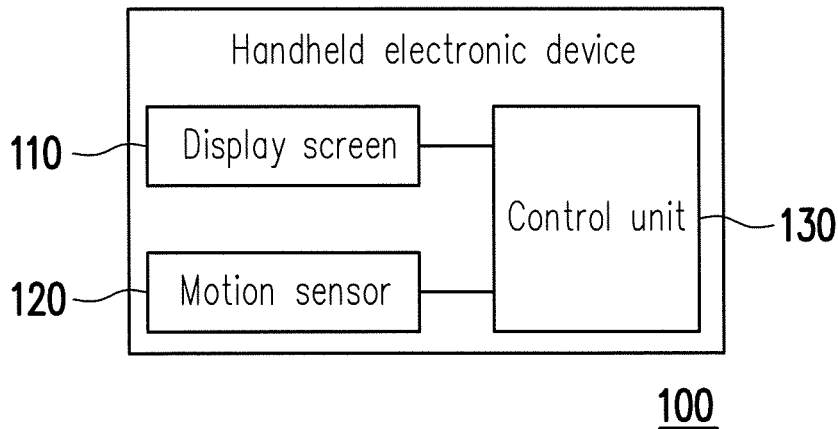 Handheld electronic device
110
Display screen
Control unit
130
120
Motion sensor
100